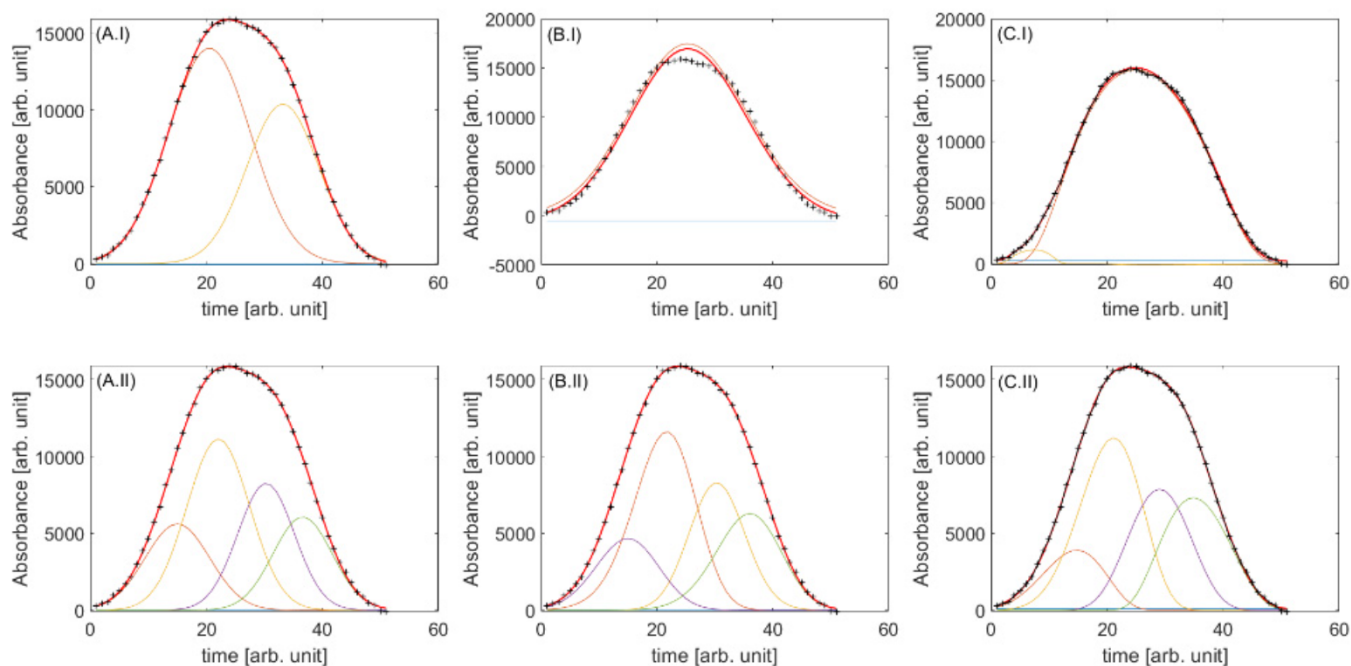 (A.I)
15000
10000
5000
0
Absorbance [arb. unit]
0 20 40 60
time [arb. unit]
(B.I)
20000
15000
10000
5000
0
-5000
Absorbance [arb. unit]
0 20 40 60
time [arb. unit]
(C.I)
20000
15000
10000
5000
0
Absorbance [arb. unit]
0 20 40 60
time [arb. unit]
(A.II)
15000
10000
5000
0
Absorbance [arb. unit]
0 20 40 60
time [arb. unit]
(B.II)
15000
10000
5000
0
Absorbance [arb. unit]
0 20 40 60
time [arb. unit]
(C.II)
15000
10000
5000
0
Absorbance [arb. unit]
0 20 40 60
time [arb. unit]